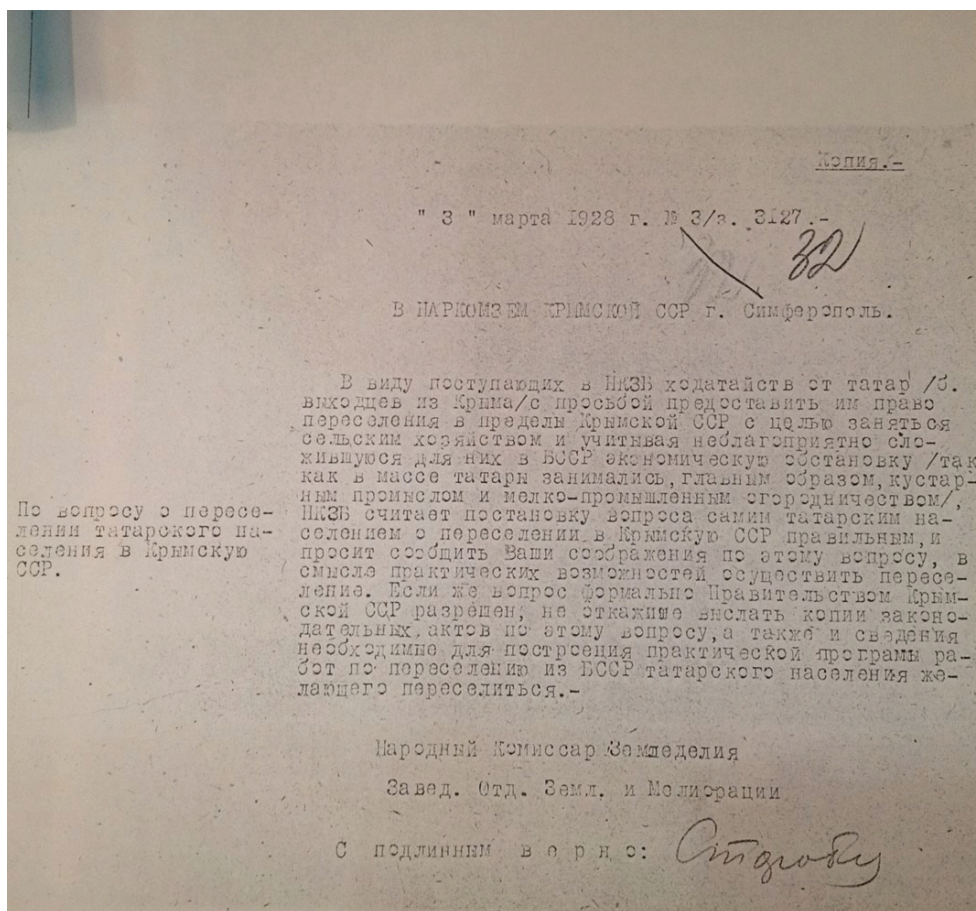 Копия.-
" 3 " марта 1928 г. № 3/з. 3127.-
32
В НАРКОМЗЕМ КРЫМСКОЙ ССР г. Симферополь.
По вопросу о пересе-
лении татарского на-
селения в Крымскую
ССР.
В виду поступающих в НКЗБ ходатайств от татар /б.
выходцев из Крыма/с просьбой предоставить им право
переселения в пределы Крымской ССР с целью заняться
сельским хозяйством и учитывая неблагоприятно сло-
жившуюся для них в БССР экономическую обстановку /так
как в массе татары занимались, главным образом, кустар-
ным промыслом и мелко-промышленным огородничеством/,
НКЗБ считает постановку вопроса самим татарским на-
селением о переселении в Крымскую ССР правильным, и
просит сообщить Ваши соображения по этому вопросу, в
смысле практических возможностей осуществить пересе-
ление. Если же вопрос формально Правительством Крым-
ской ССР разрешен, не откажише выслать копии законо-
дательных актов по этому вопросу, а также и сведения
необходимые для построения практической програмы ра-
бот по переселению из БССР татарского населения же-
лающего переселиться.-
Народный Комиссар Земледелия
Завед. Отд. Земл. и Мелиорации
С подлинным верно: